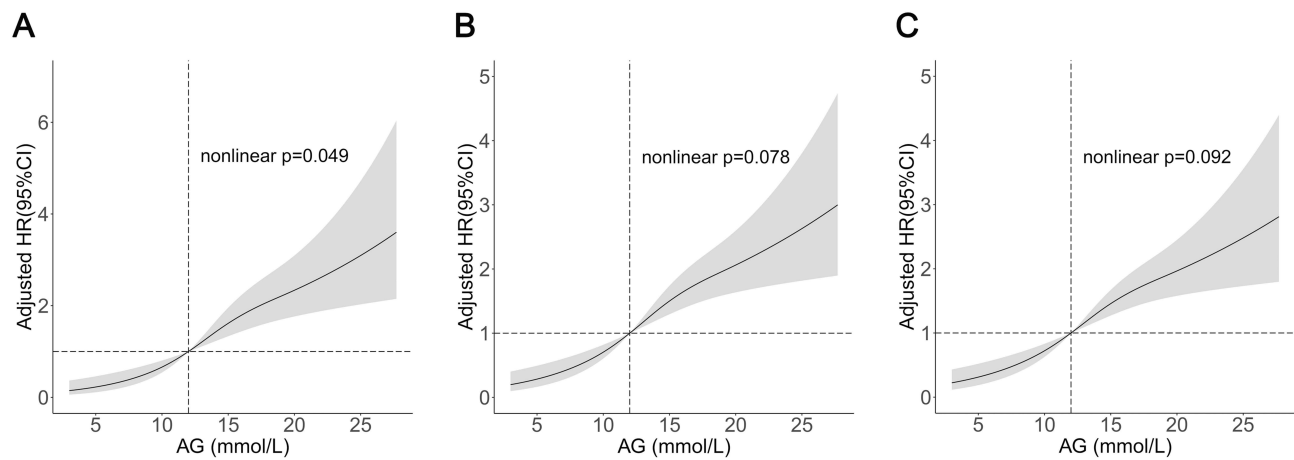 A
Adjusted HR(95%CI)
6
4
2
0
nonlinear p=0.049
5 10 15 20 25
AG (mmol/L)
B
Adjusted HR(95%CI)
5
4
3
2
1
0
nonlinear p=0.078
5 10 15 20 25
AG (mmol/L)
C
Adjusted HR(95%CI)
5
4
3
2
1
0
nonlinear p=0.092
5 10 15 20 25
AG (mmol/L)